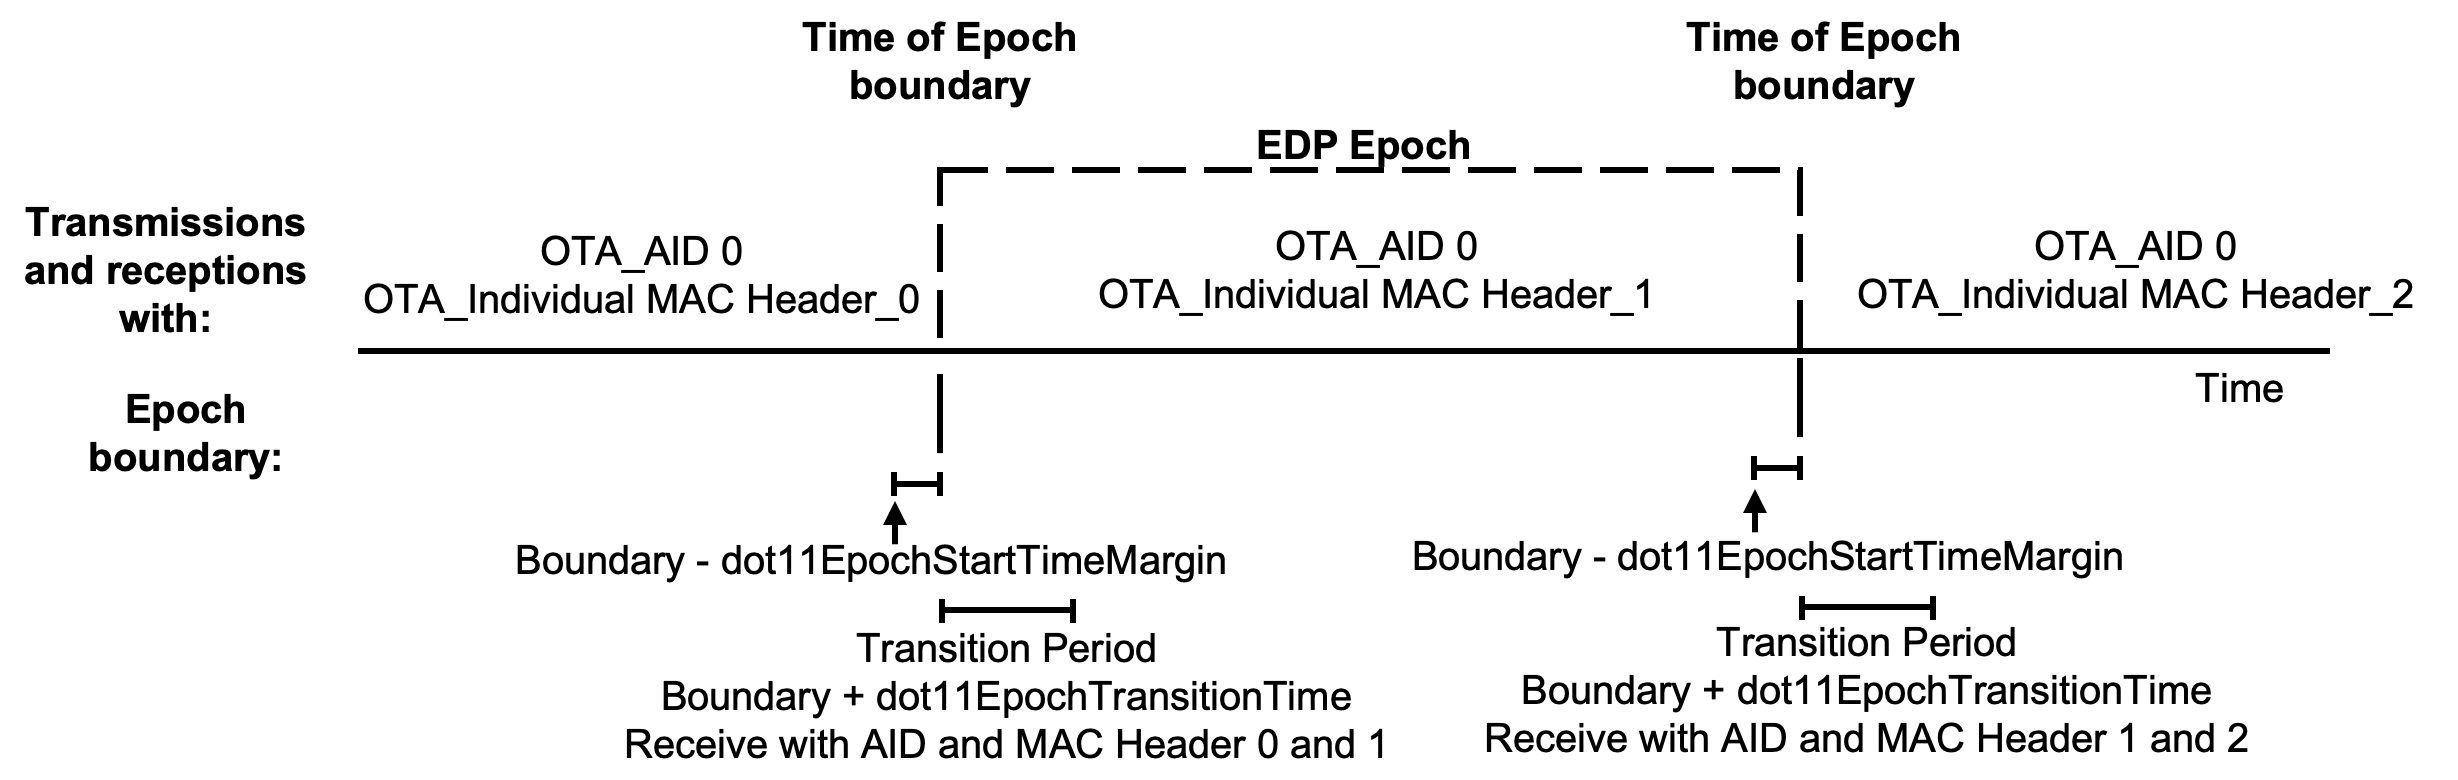 Time of Epoch
boundary
Time of Epoch
boundary
EDP Epoch
Transmissions
and receptions
with:
OTA_AID 0
OTA_Individual MAC Header_0
OTA_AID 0
OTA_Individual MAC Header_1
OTA_AID 0
OTA_Individual MAC Header_2
Time
Epoch
boundary:
Boundary - dot11EpochStartTimeMargin
Transition Period
Boundary + dot11EpochTransitionTime
Receive with AID and MAC Header 0 and 1
Boundary - dot11EpochStartTimeMargin
Transition Period
Boundary + dot11EpochTransitionTime
Receive with AID and MAC Header 1 and 2